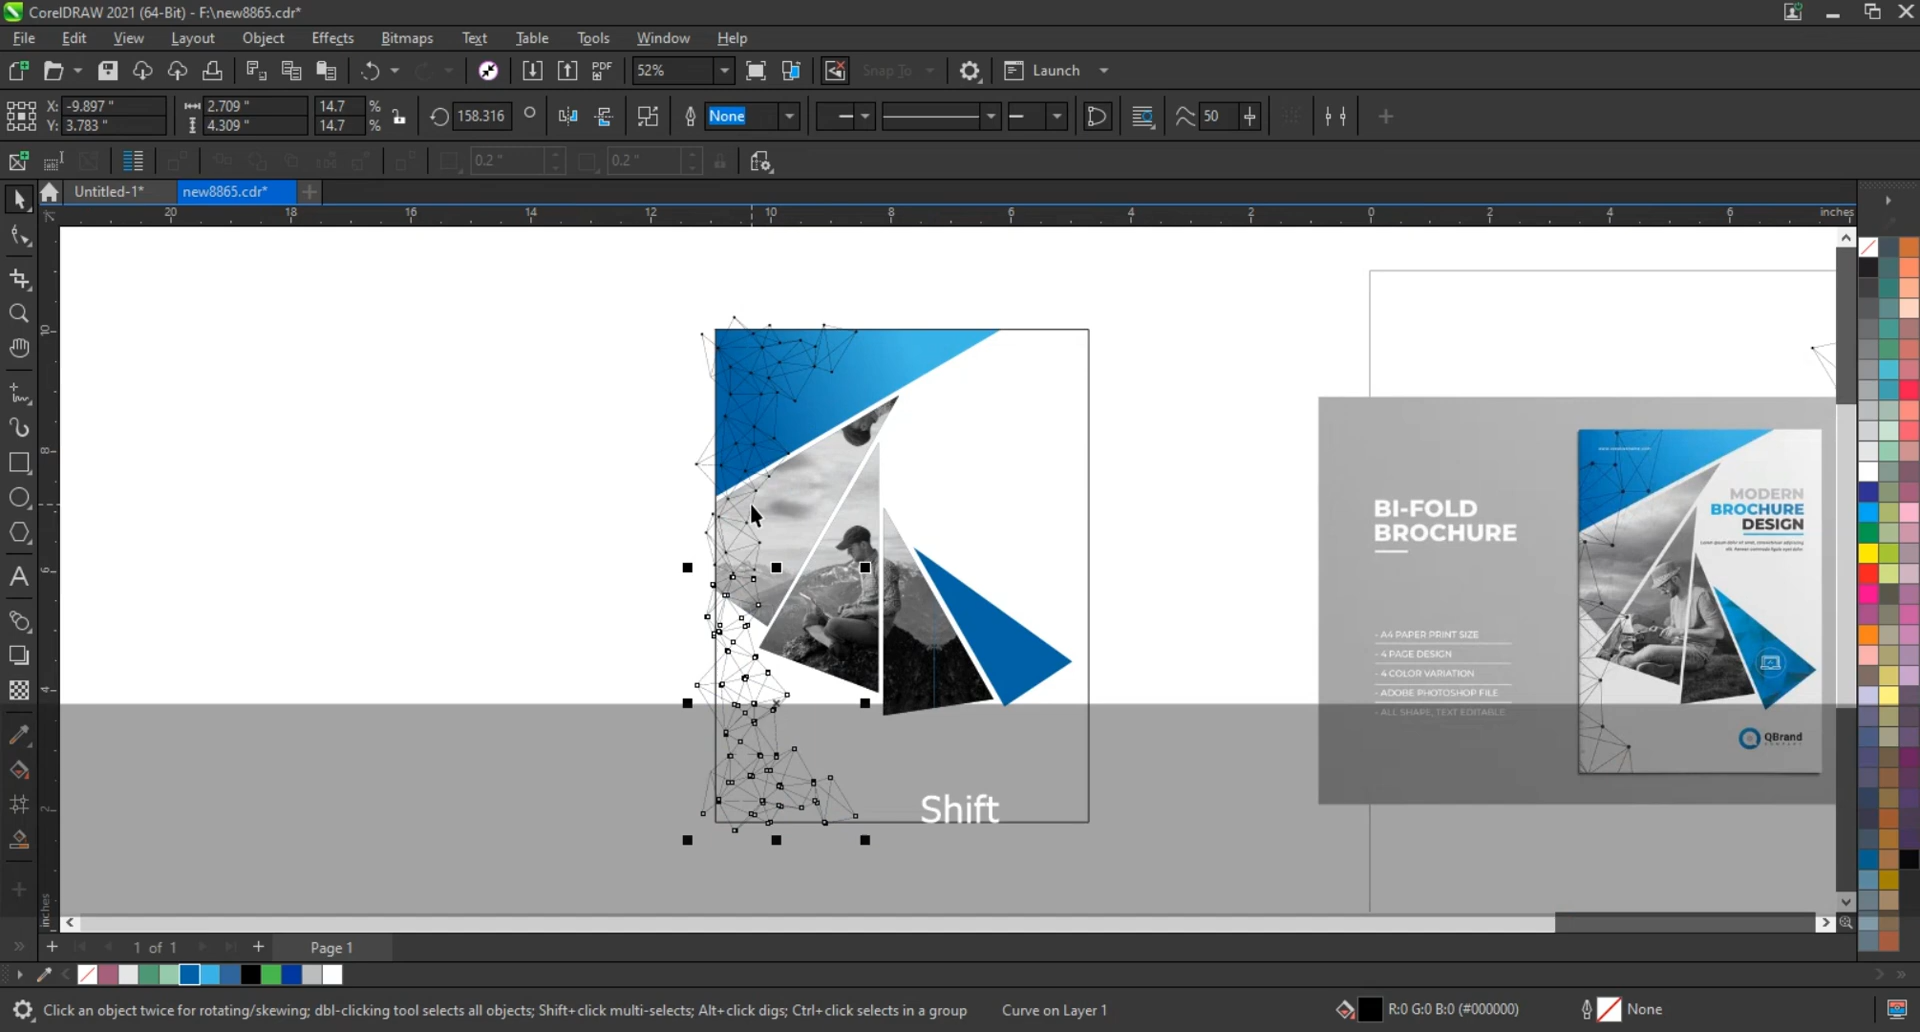 CorelDRAW 2021 (64-Bit) - F:\new8865.cdr*
File Edit View Layout Object Effects Bitmaps Text Table Tools Window Help
52% PDF Snap To Launch
X: -9.897 " 2.709 " 14.7 % 158.316 None 50
Y: 3.783 " 4.309 " 14.7 %
0.2 " 0.2 "
Untitled-1* new8865.cdr*
20 18 16 14 12 10 8 6 4 2 0 2 4 6 inches
10
8
6
4
2
inches
BI-FOLD
BROCHURE
- A4 PAPER PRINT SIZE
- 4 PAGE DESIGN
- 4 COLOR VARIATION
- ADOBE PHOTOSHOP FILE
- ALL SHAPE, TEXT EDITABLE
MODERN
BROCHURE
DESIGN
QBrand
Shift
1 of 1 Page 1
Click an object twice for rotating/skewing; dbl-clicking tool selects all objects; Shift+click multi-selects; Alt+click digs; Ctrl+click selects in a group Curve on Layer 1 R:0 G:0 B:0 (#000000) None